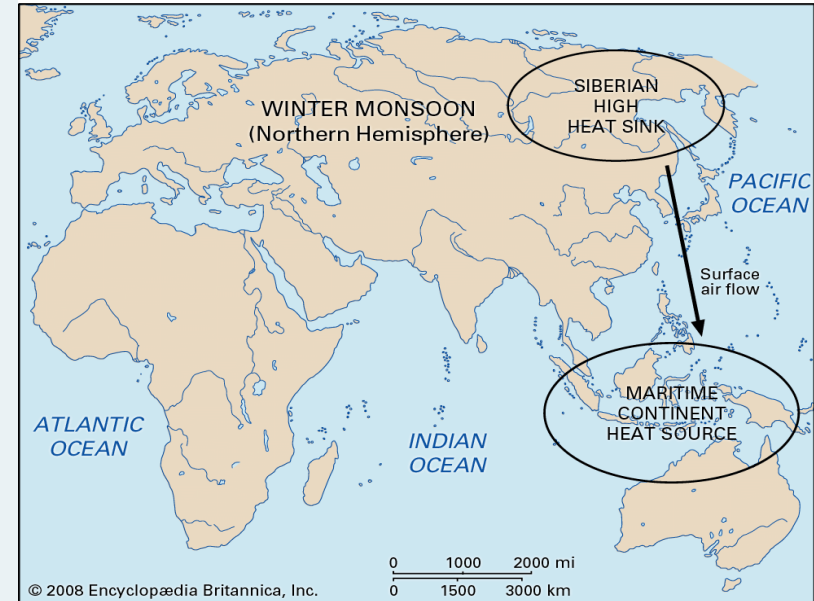 WINTER MONSOON
(Northern Hemisphere)
SIBERIAN
HIGH
HEAT SINK
PACIFIC
OCEAN
Surface
air flow
MARITIME
CONTINENT
HEAT SOURCE
ATLANTIC
OCEAN
INDIAN
OCEAN
0 1000 2000 mi
0 1500 3000 km
© 2008 Encyclopædia Britannica, Inc.